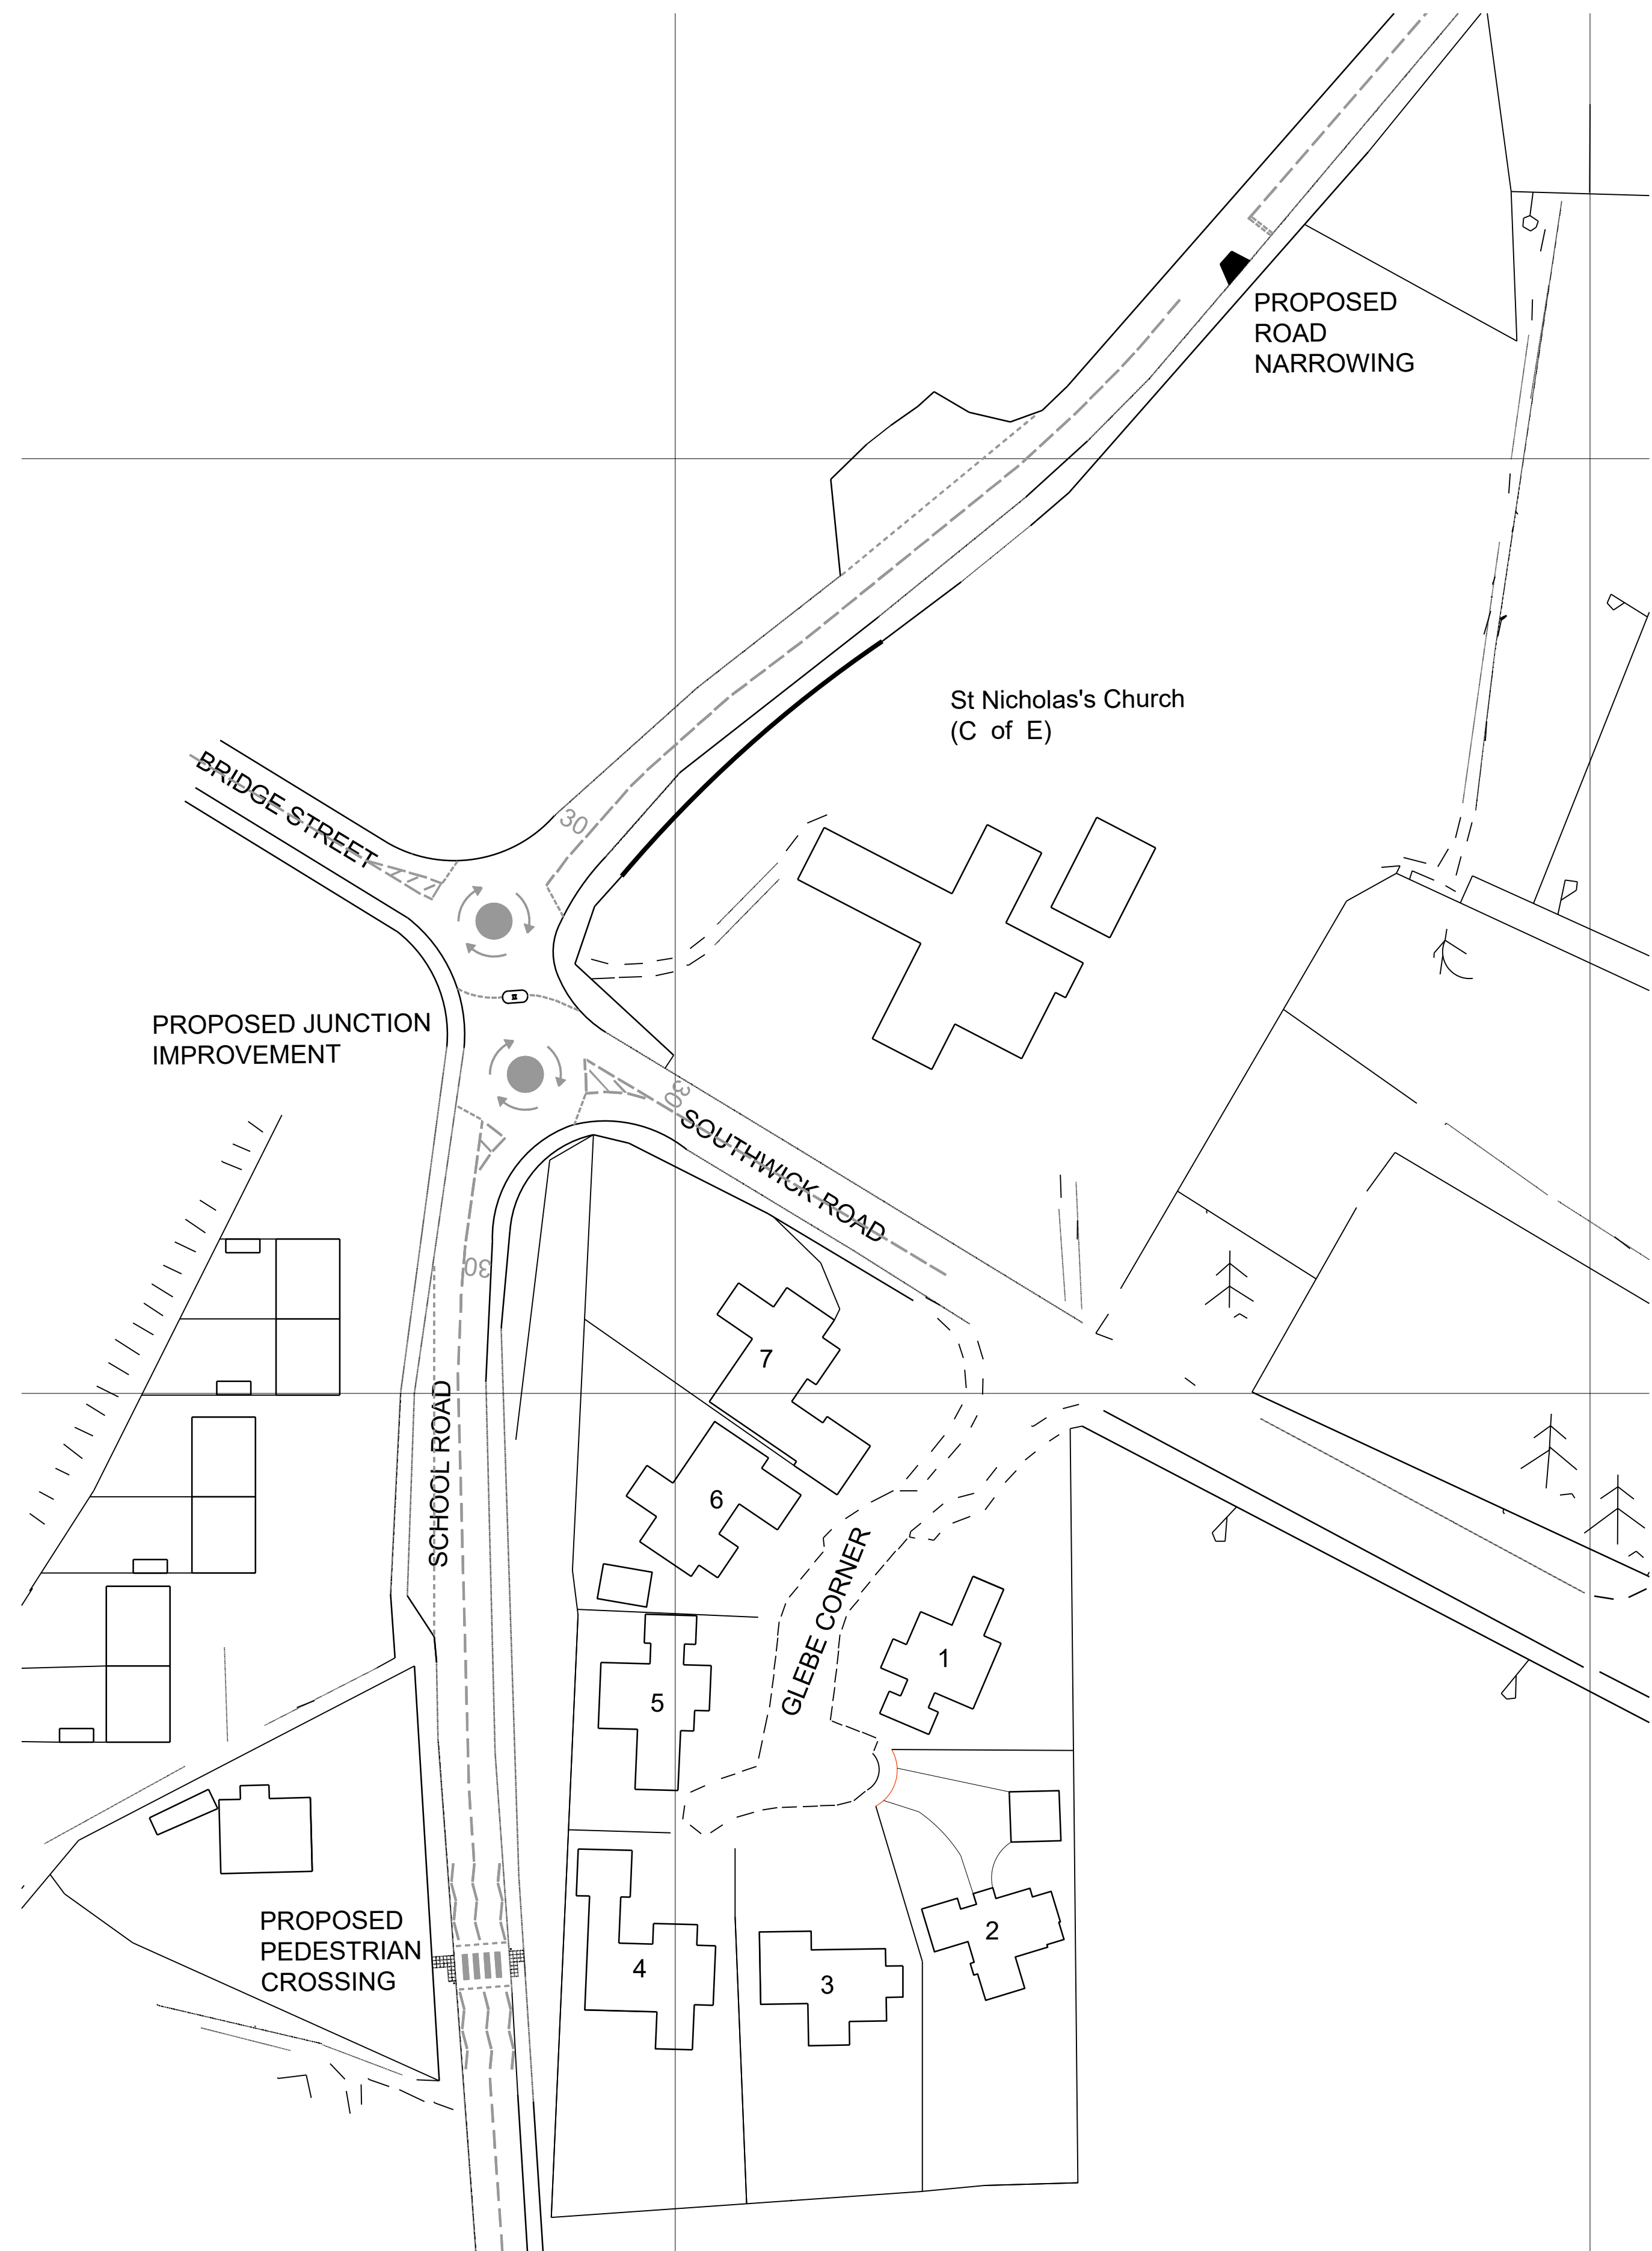 PROPOSED
ROAD
NARROWING
St Nicholas's Church
(C of E)
BRIDGE STREET
30
PROPOSED JUNCTION
IMPROVEMENT
30
SOUTHWICK ROAD
30
7
SCHOOL ROAD
6
GLEBE CORNER
1
5
PROPOSED
PEDESTRIAN
CROSSING
2
4
3